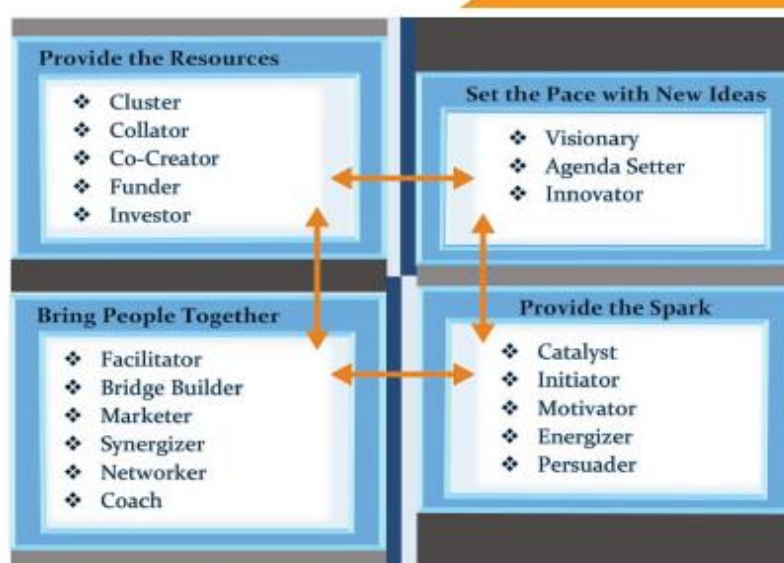 Provide the Resources
❖ Cluster
❖ Collator
❖ Co-Creator
❖ Funder
❖ Investor
Set the Pace with New Ideas
❖ Visionary
❖ Agenda Setter
❖ Innovator
Bring People Together
❖ Facilitator
❖ Bridge Builder
❖ Marketer
❖ Synergizer
❖ Networker
❖ Coach
Provide the Spark
❖ Catalyst
❖ Initiator
❖ Motivator
❖ Energizer
❖ Persuader